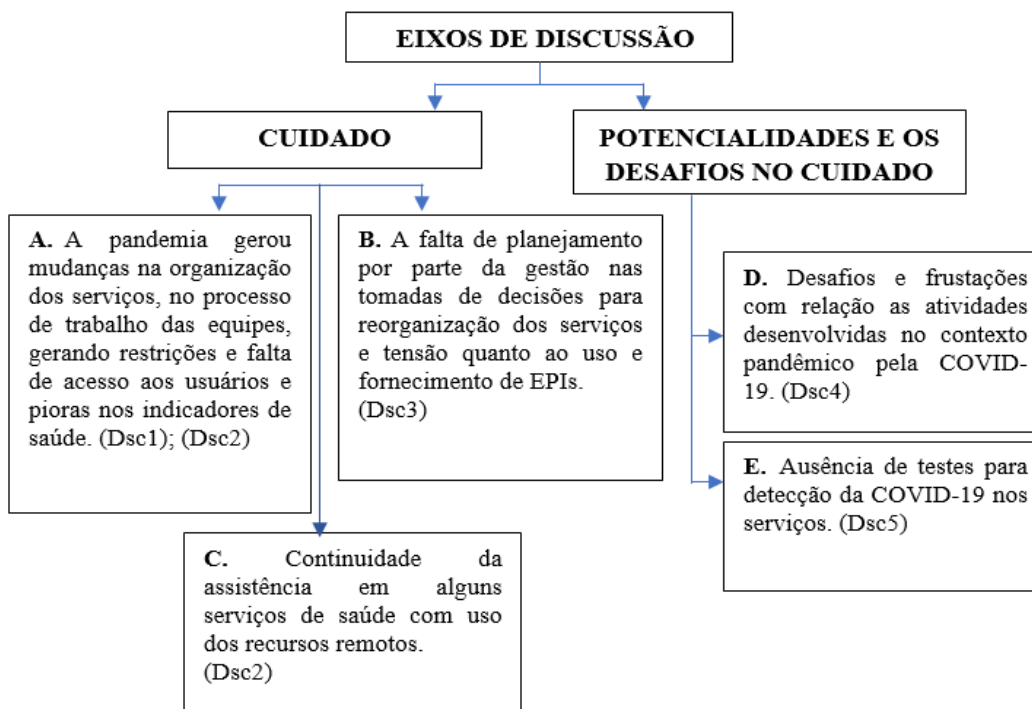 EIXOS DE DISCUSSÃO
CUIDADO
POTENCIALIDADES E OS
DESAFIOS NO CUIDADO
A. A pandemia gerou
mudanças na organização
dos serviços, no processo
de trabalho das equipes,
gerando restrições e falta
de acesso aos usuários e
pioras nos indicadores de
saúde. (Dsc1); (Dsc2)
B. A falta de planejamento
por parte da gestão nas
tomadas de decisões para
reorganização dos serviços
e tensão quanto ao uso e
fornecimento de EPIs.
(Dsc3)
C. Continuidade da
assistência em alguns
serviços de saúde com uso
dos recursos remotos.
(Dsc2)
D. Desafios e frustações
com relação as atividades
desenvolvidas no contexto
pandêmico pela COVID-
19. (Dsc4)
E. Ausência de testes para
detecção da COVID-19 nos
serviços. (Dsc5)